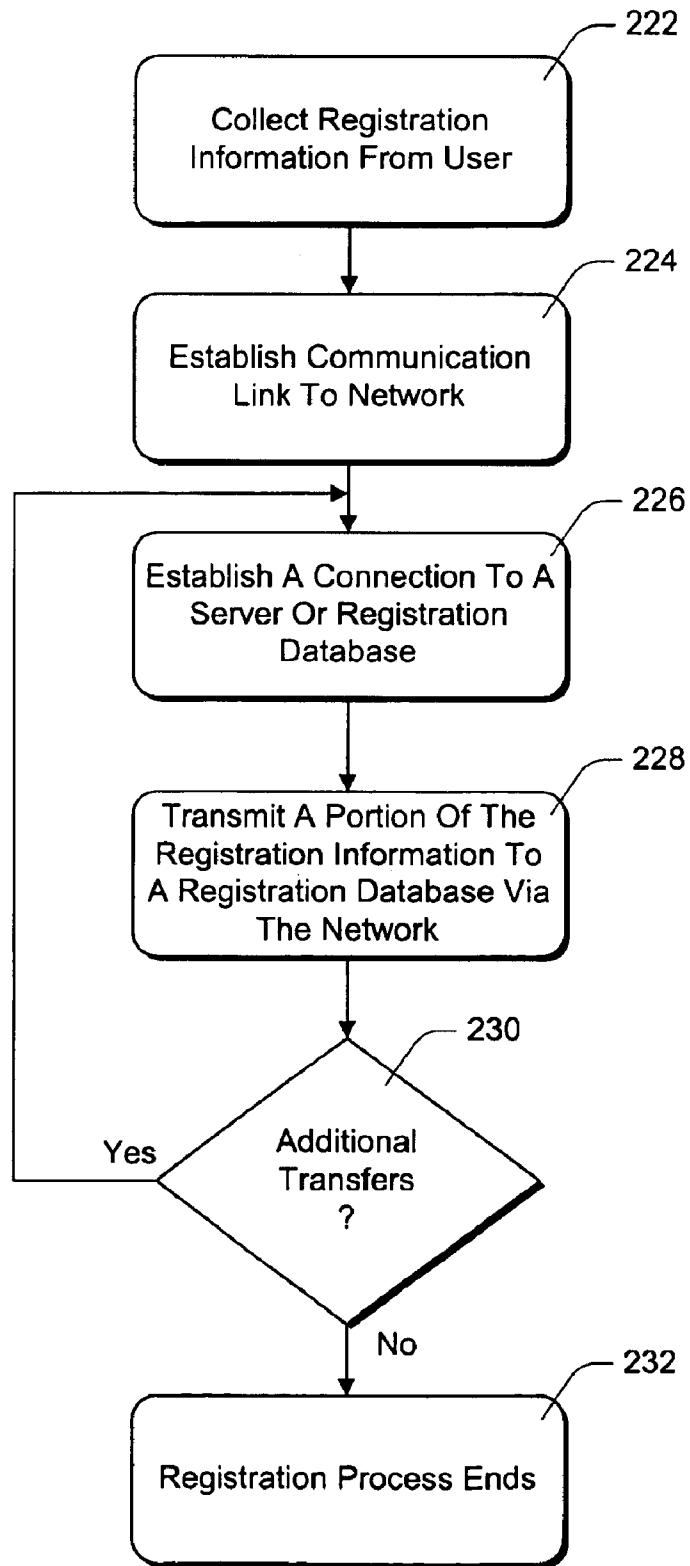 222
Collect Registration
Information From User
224
Establish Communication
Link To Network
226
Establish A Connection To A
Server Or Registration
Database
228
Transmit A Portion Of The
Registration Information To
A Registration Database Via
The Network
230
Additional
Transfers
?
Yes
No
232
Registration Process Ends